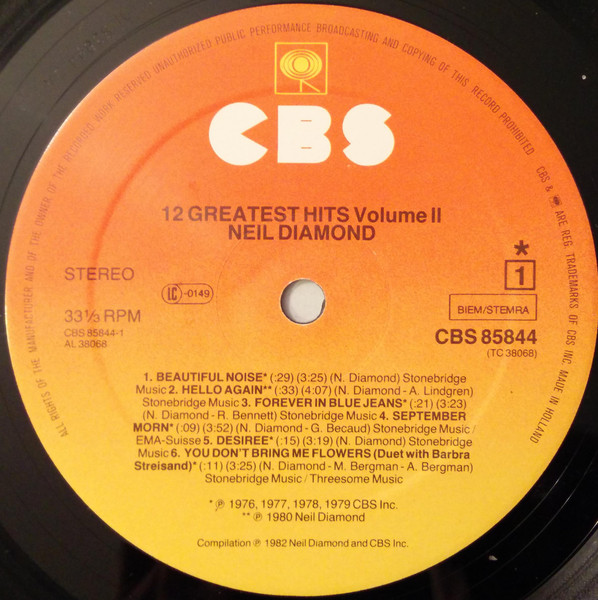 ALL RIGHTS OF THE MANUFACTURER AND OF THE OWNER OF THE RECORDED WORK RESERVED UNAUTHORIZED PUBLIC PERFORMANCE BROADCASTING AND COPYING OF THIS RECORD PROHIBITED
CBS & ARE REG. TRADEMARKS OF CBS INC. MADE IN HOLLAND
CBS
12 GREATEST HITS Volume II
NEIL DIAMOND
STEREO
LC -0149
33⅓ RPM
CBS 85844-1
AL 38068
*
1
BIEM/STEMRA
CBS 85844
(TC 38068)
1. BEAUTIFUL NOISE* (:29) (3:25) (N. Diamond) Stonebridge
Music 2. HELLO AGAIN** (:33) (4:07) (N. Diamond - A. Lindgren)
Stonebridge Music 3. FOREVER IN BLUE JEANS* (:21) (3:23)
(N. Diamond - R. Bennett) Stonebridge Music 4. SEPTEMBER
MORN* (:09) (3:52) (N. Diamond - G. Becaud) Stonebridge Music /
EMA-Suisse 5. DESIREE* (:15) (3:19) (N. Diamond) Stonebridge
Music 6. YOU DON'T BRING ME FLOWERS (Duet with Barbra
Streisand)* (:11) (3:25) (N. Diamond - M. Bergman - A. Bergman)
Stonebridge Music / Threesome Music
* ℗ 1976, 1977, 1978, 1979 CBS Inc.
** ℗ 1980 Neil Diamond
Compilation ℗ 1982 Neil Diamond and CBS Inc.